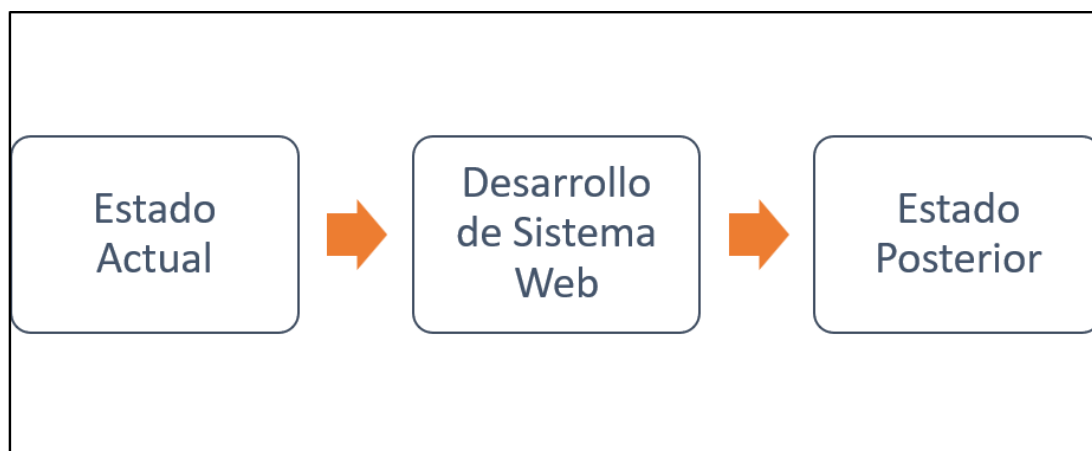 Estado
Actual
Desarrollo
de Sistema
Web
Estado
Posterior